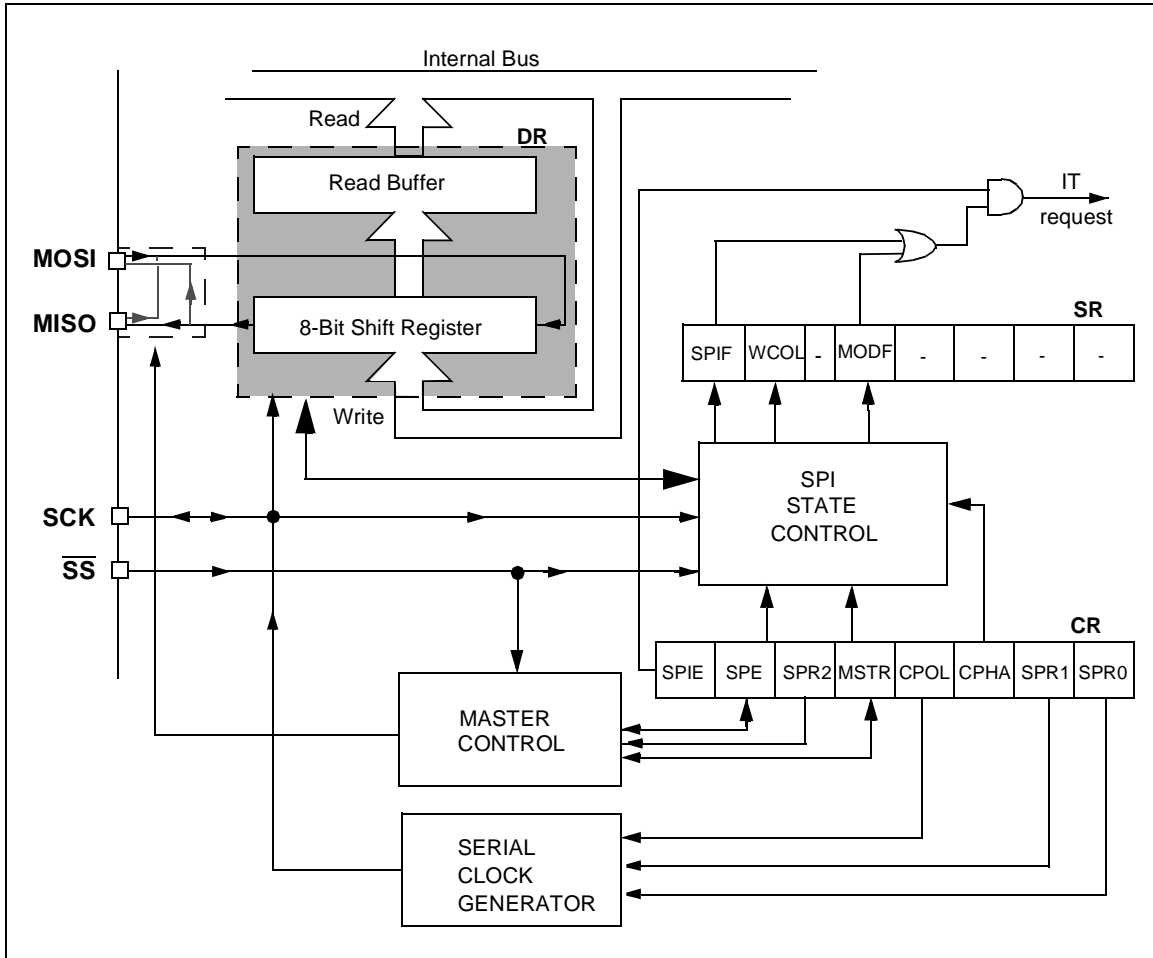 Internal Bus
Read
DR
Read Buffer
IT
request
MOSI
MISO
8-Bit Shift Register
SR
SPIF WCOL - MODF - - - -
Write
SPI
STATE
CONTROL
SCK
SS
CR
SPIE SPE SPR2 MSTR CPOL CPHA SPR1 SPR0
MASTER
CONTROL
SERIAL
CLOCK
GENERATOR